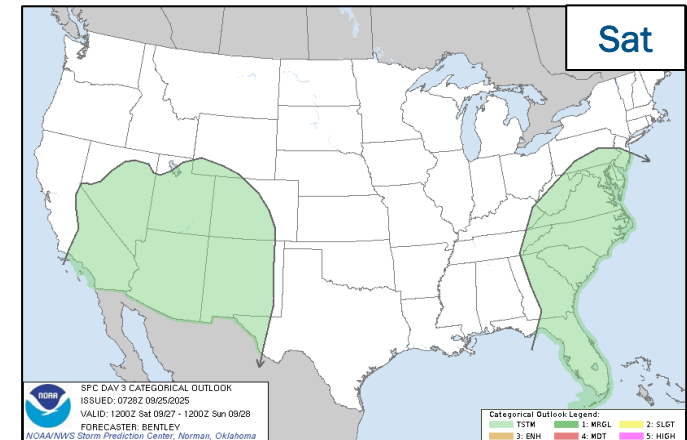 Sat
NOAA
SPC DAY 3 CATEGORICAL OUTLOOK
ISSUED: 0728Z 09/25/2025
VALID: 1200Z Sat 09/27 - 1200Z Sun 09/28
FORECASTER: BENTLEY
NOAA/NWS Storm Prediction Center, Norman, Oklahoma
Categorical Outlook Legend:
TSTM 1: MRGL 2: SLGT
3: ENH 4: MDT 5: HIGH